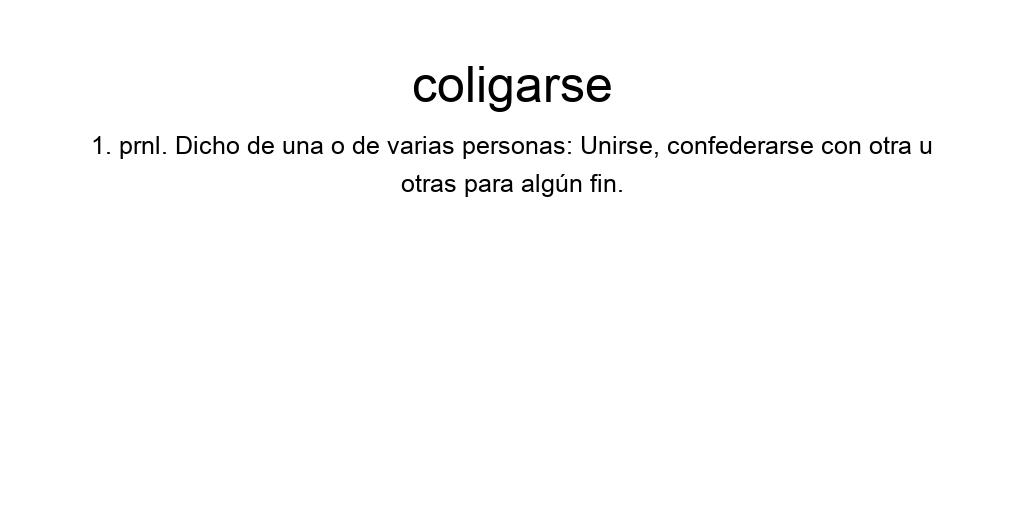 coligarse
1. prnl. Dicho de una o de varias personas: Unirse, confederarse con otra u
otras para algún fin.